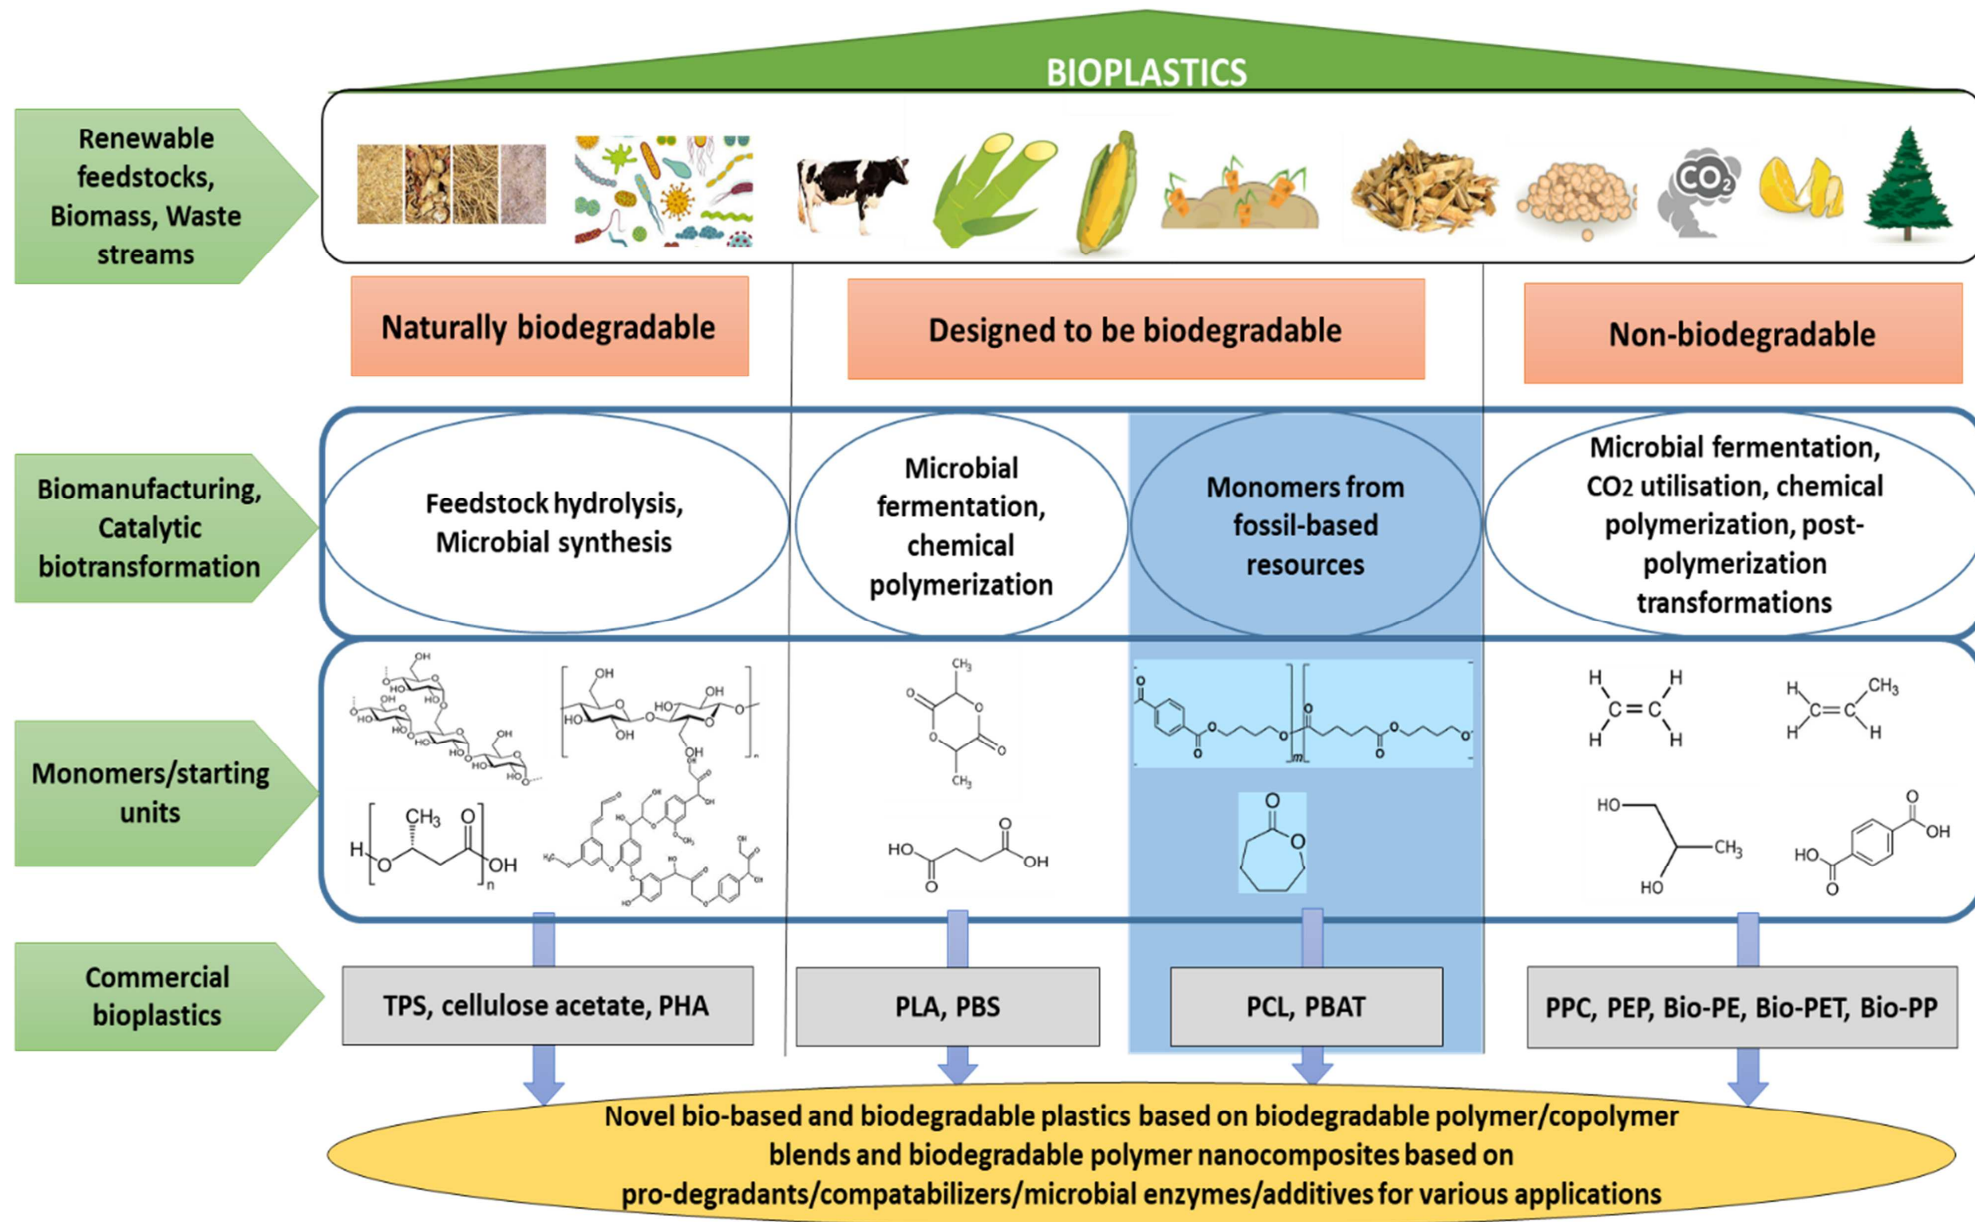 BIOPLASTICS
Renewable
feedstocks,
Biomass, Waste
streams
CO2
Naturally biodegradable
Designed to be biodegradable
Non-biodegradable
Biomanufacturing,
Catalytic
biotransformation
Feedstock hydrolysis,
Microbial synthesis
Microbial
fermentation,
chemical
polymerization
Monomers from
fossil-based
resources
Microbial fermentation,
CO2 utilisation, chemical
polymerization, post-
polymerization
transformations
Monomers/starting
units
Commercial
bioplastics
TPS, cellulose acetate, PHA
PLA, PBS
PCL, PBAT
PPC, PEP, Bio-PE, Bio-PET, Bio-PP
Novel bio-based and biodegradable plastics based on biodegradable polymer/copolymer
blends and biodegradable polymer nanocomposites based on
pro-degradants/compatabilizers/microbial enzymes/additives for various applications